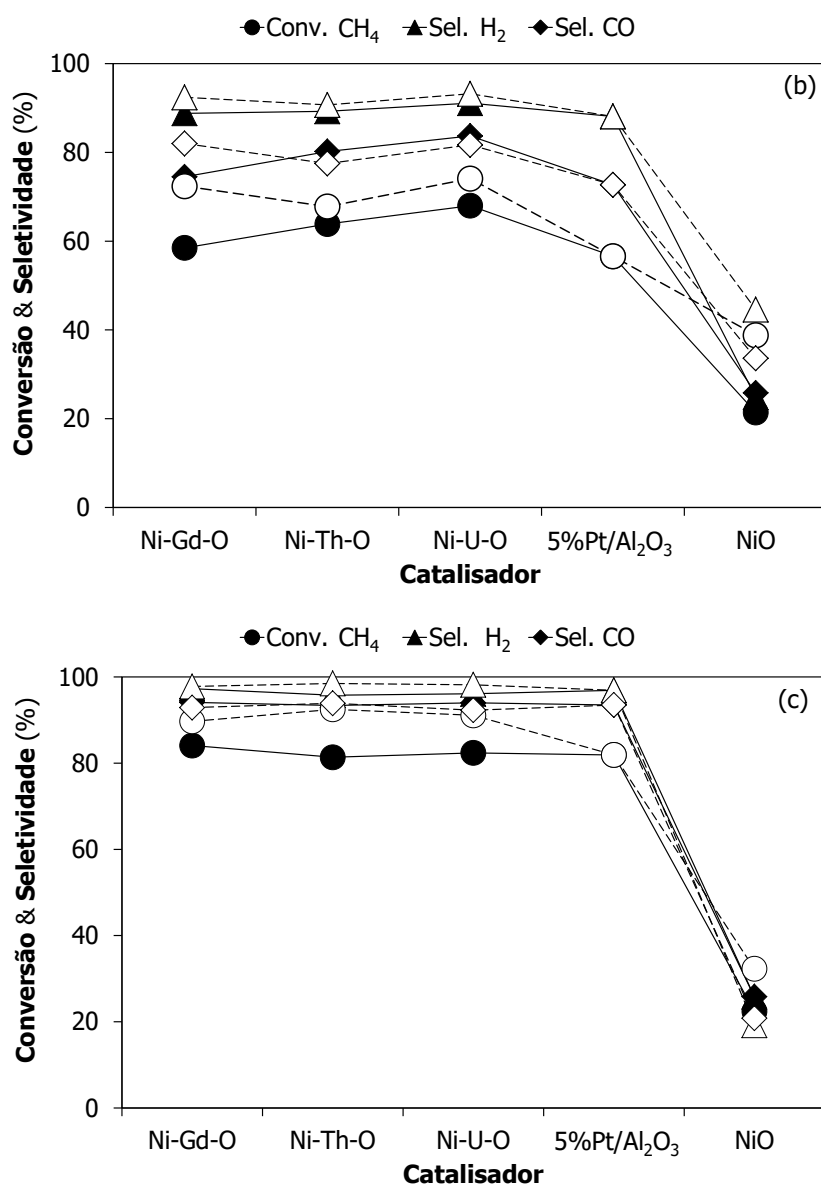 Conv. CH₄ Sel. H₂ Sel. CO
(b)
Conversão & Seletividade (%)
100
80
60
40
20
0
Ni-Gd-O Ni-Th-O Ni-U-O 5%Pt/Al₂O₃ NiO
Catalisador
Conv. CH₄ Sel. H₂ Sel. CO
(c)
Conversão & Seletividade (%)
100
80
60
40
20
0
Ni-Gd-O Ni-Th-O Ni-U-O 5%Pt/Al₂O₃ NiO
Catalisador